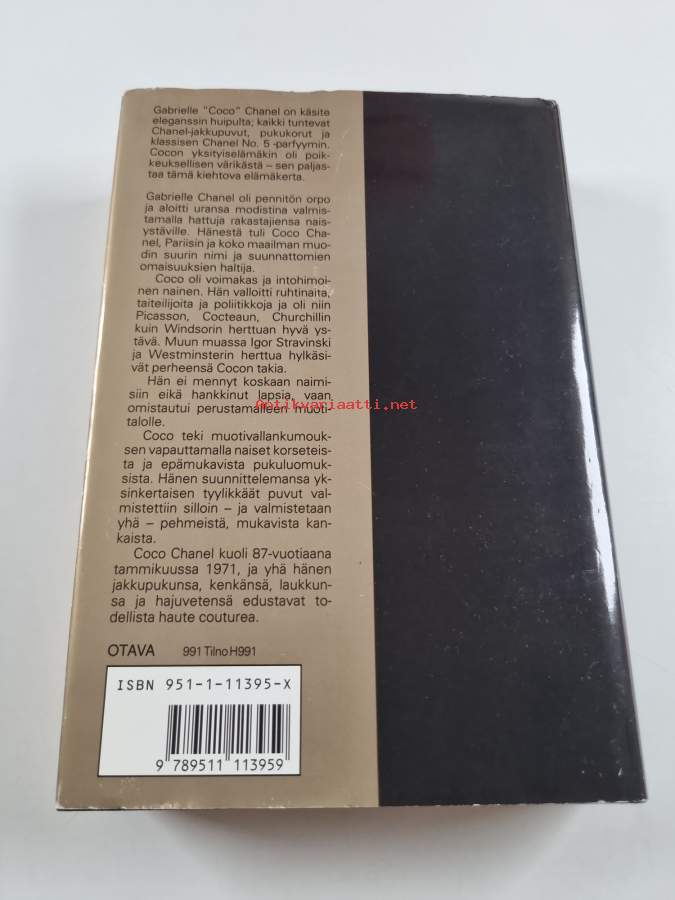 Gabrielle "Coco" Chanel on käsite
eleganssin huipulta; kaikki tuntevat
Chanel-jakkupuvut, pukukorut ja
klassisen Chanel No. 5 -parfyymin.
Cocon yksityiselämäkin oli poik-
keuksellisen värikästä – sen paljas-
taa tämä kiehtova elämäkerta.
Gabrielle Chanel oli pennitön orpo
ja aloitti uransa modistina valmis-
tamalla hattuja rakastajiensa nais-
ystäville. Hänestä tuli Coco Cha-
nel, Pariisin ja koko maailman muo-
din suurin nimi ja suunnattomien
omaisuuksien haltija.
Coco oli voimakas ja intohimoi-
nen nainen. Hän valloitti ruhtinaita,
taiteilijoita ja poliitikkoja ja oli niin
Picasson, Cocteaun, Churchillin
kuin Windsorin herttuan hyvä ys-
tävä. Muun muassa Igor Stravinski
ja Westminsterin herttua hylkäsi-
vät perheensä Cocon takia.
Hän ei mennyt koskaan naimi-
siin eikä hankkinut lapsia, vaan
omistautui perustamalleen muoti-
talolle.
Antikvariaatti.net
Coco teki muotivallankumouk-
sen vapauttamalla naiset korseteis-
ta ja epämukavista pukuluomuk-
sista. Hänen suunnittelemansa yk-
sinkertaisen tyylikkäät puvut val-
mistettiin silloin – ja valmistetaan
yhä – pehmeistä, mukavista kan-
kaista.
Coco Chanel kuoli 87-vuotiaana
tammikuussa 1971, ja yhä hänen
jakkupukunsa, kenkänsä, laukkun-
sa ja hajuvetensä edustavat to-
dellista haute couturea.
OTAVA 991 Tilno H991
ISBN 951-1-11395-X
9 789511 113959